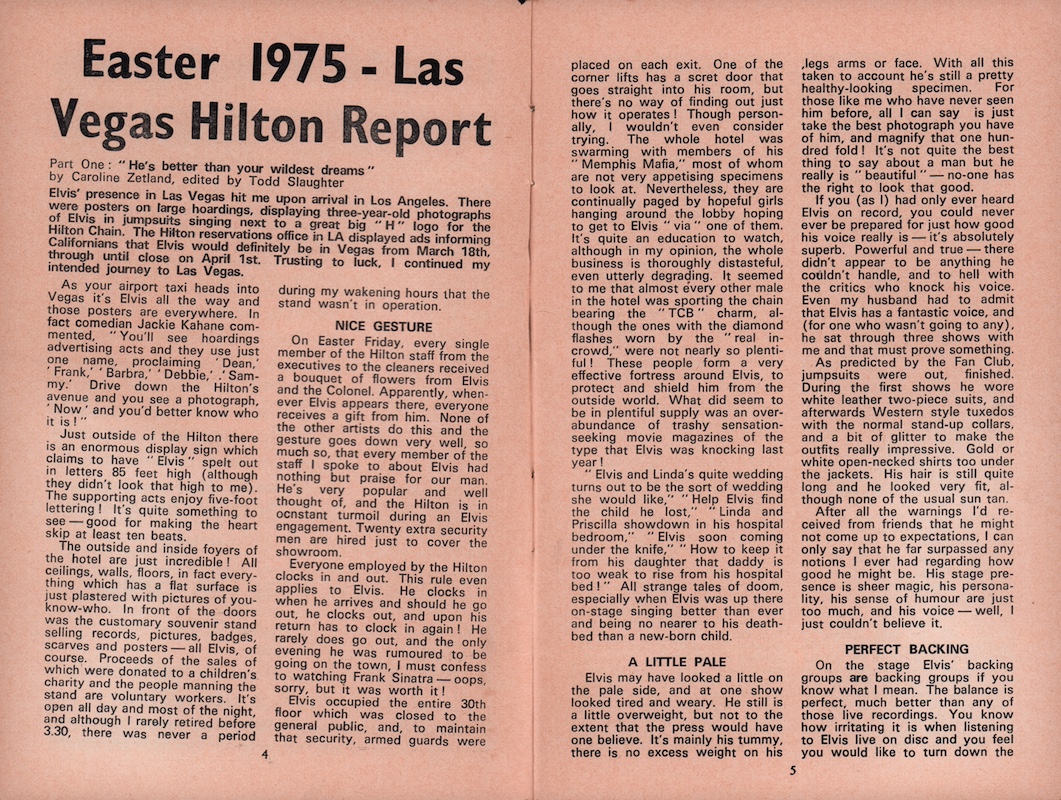 Easter 1975 - Las
Vegas Hilton Report
Part One: "He's better than your wildest dreams"
by Caroline Zetland, edited by Todd Slaughter
Elvis' presence in Las Vegas hit me upon arrival in Los Angeles. There
were posters on large hoardings, displaying three-year-old photographs
of Elvis in jumpsuits singing next to a great big "H" logo for the
Hilton Chain. The Hilton reservations office in LA displayed ads informing
Californians that Elvis would definitely be in Vegas from March 18th,
through until close on April 1st. Trusting to luck, I continued my
intended journey to Las Vegas.
As your airport taxi heads into
Vegas it's Elvis all the way and
those posters are everywhere. In
fact comedian Jackie Kahane com-
mented, "You'll see hoardings
advertising acts and they use just
one name, proclaiming 'Dean,'
'Frank,' 'Barbra,' 'Debbie,' .'Sam-
my.' Drive down the Hilton's
avenue and you see a photograph,
'Now' and you'd better know who
it is!"
Just outside of the Hilton there
is an enormous display sign which
claims to have "Elvis" spelt out
in letters 85 feet high (although
they didn't look that high to me).
The supporting acts enjoy five-foot
lettering! It's quite something to
see — good for making the heart
skip at least ten beats.
The outside and inside foyers of
the hotel are just incredible! All
ceilings, walls, floors, in fact every-
thing which has a flat surface is
just plastered with pictures of you-
know-who. In front of the doors
was the customary souvenir stand
selling records, pictures, badges,
scarves and posters — all Elvis, of
course. Proceeds of the sales of
which were donated to a children's
charity and the people manning the
stand are voluntary workers. It's
open all day and most of the night,
and although I rarely retired before
3.30, there was never a period
during my wakening hours that the
stand wasn't in operation.
NICE GESTURE
On Easter Friday, every single
member of the Hilton staff from the
executives to the cleaners received
a bouquet of flowers from Elvis
and the Colonel. Apparently, when-
ever Elvis appears there, everyone
receives a gift from him. None of
the other artists do this and the
gesture goes down very well, so
much so, that every member of the
staff I spoke to about Elvis had
nothing but praise for our man.
He's very popular and well
thought of, and the Hilton is in
ocnstant turmoil during an Elvis
engagement. Twenty extra security
men are hired just to cover the
showroom.
Everyone employed by the Hilton
clocks in and out. This rule even
applies to Elvis. He clocks in
when he arrives and should he go
out, he clocks out, and upon his
return has to clock in again! He
rarely does go out, and the only
evening he was rumoured to be
going on the town, I must confess
to watching Frank Sinatra — oops,
sorry, but it was worth it!
Elvis occupied the entire 30th
floor which was closed to the
general public, and, to maintain
that security, armed guards were
4
placed on each exit. One of the
corner lifts has a scret door that
goes straight into his room, but
there's no way of finding out just
how it operates! Though person-
ally, I wouldn't even consider
trying. The whole hotel was
swarming with members of his
"Memphis Mafia," most of whom
are not very appetising specimens
to look at. Nevertheless, they are
continually paged by hopeful girls
hanging around the lobby hoping
to get to Elvis "via" one of them.
It's quite an education to watch,
although in my opinion, the whole
business is thoroughly distasteful,
even utterly degrading. It seemed
to me that almost every other male
in the hotel was sporting the chain
bearing the "TCB" charm, al-
though the ones with the diamond
flashes worn by the "real in-
crowd," were not nearly so plenti-
ful! These people form a very
effective fortress around Elvis, to
protect and shield him from the
outside world. What did seem to
be in plentiful supply was an over-
abundance of trashy sensation-
seeking movie magazines of the
type that Elvis was knocking last
year!
"Elvis and Linda's quite wedding
turns out to be the sort of wedding
she would like," "Help Elvis find
the child he lost," "Linda and
Priscilla showdown in his hospital
bedroom," "Elvis soon coming
under the knife," "How to keep it
from his daughter that daddy is
too weak to rise from his hospital
bed!" All strange tales of doom,
especially when Elvis was up there
on-stage singing better than ever
and being no nearer to his death-
bed than a new-born child.
A LITTLE PALE
Elvis may have looked a little on
the pale side, and at one show
looked tired and weary. He still is
a little overweight, but not to the
extent that the press would have
one believe. It's mainly his tummy,
there is no excess weight on his
,legs arms or face. With all this
taken to account he's still a pretty
healthy-looking specimen. For
those like me who have never seen
him before, all I can say is just
take the best photograph you have
of him, and magnify that one hun-
dred fold! It's not quite the best
thing to say about a man but he
really is "beautiful" — no-one has
the right to look that good.
If you (as I) had only ever heard
Elvis on record, you could never
ever be prepared for just how good
his voice really is — it's absolutely
superb. Powerful and true — there
didn't appear to be anything he
couldn't handle, and to hell with
the critics who knock his voice.
Even my husband had to admit
that Elvis has a fantastic voice, and
(for one who wasn't going to any),
he sat through three shows with
me and that must prove something.
As predicted by the Fan Club,
jumpsuits were out, finished.
During the first shows he wore
white leather two-piece suits, and
afterwards Western style tuxedos
with the normal stand-up collars,
and a bit of glitter to make the
outfits really impressive. Gold or
white open-necked shirts too under
the jackets. His hair is still quite
long and he looked very fit, al-
though none of the usual sun tan.
After all the warnings I'd re-
ceived from friends that he might
not come up to expectations, I can
only say that he far surpassed any
notions I ever had regarding how
good he might be. His stage pre-
sence is sheer magic, his persona-
lity, his sense of humour are just
too much, and his voice — well, I
just couldn't believe it.
PERFECT BACKING
On the stage Elvis' backing
groups are backing groups if you
know what I mean. The balance is
perfect, much better than any of
those live recordings. You know
how irritating it is when listening
to Elvis live on disc and you feel
you would like to turn down the
5